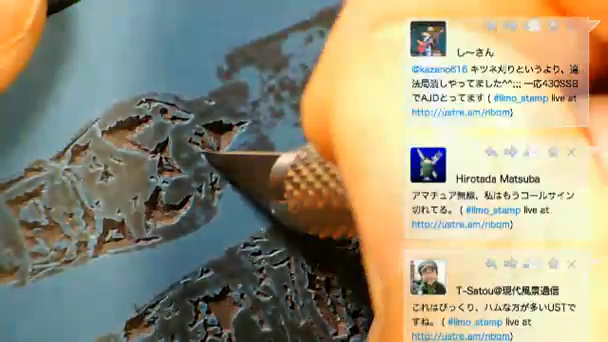 しーさん
@kazano816 キツネ刈りというより、違
法局潰しやってました^^;;; 一応430SSB
でAJDとってます ( #limo_stamp live at
http://ustre.am/nbqm)
Hirotada Matsuba
アマチュア無線、私はもうコールサイン
切れてる。 ( #limo_stamp live at
http://ustre.am/nbqm)
T-Satou@現代風景通信
これはびっくり、ハムな方が多いUSTで
すね。 ( #limo_stamp live at
http://ustre.am/nbqm)